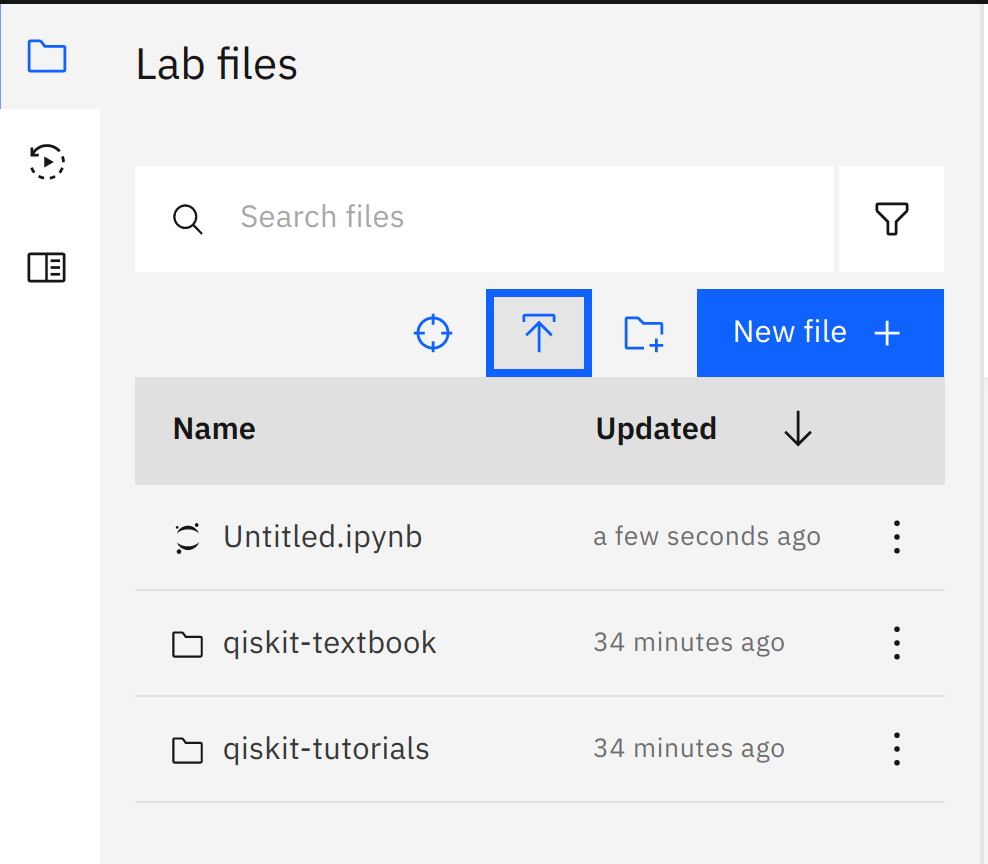 Lab files
Search files
New file +
Name Updated
Untitled.ipynb a few seconds ago
qiskit-textbook 34 minutes ago
qiskit-tutorials 34 minutes ago